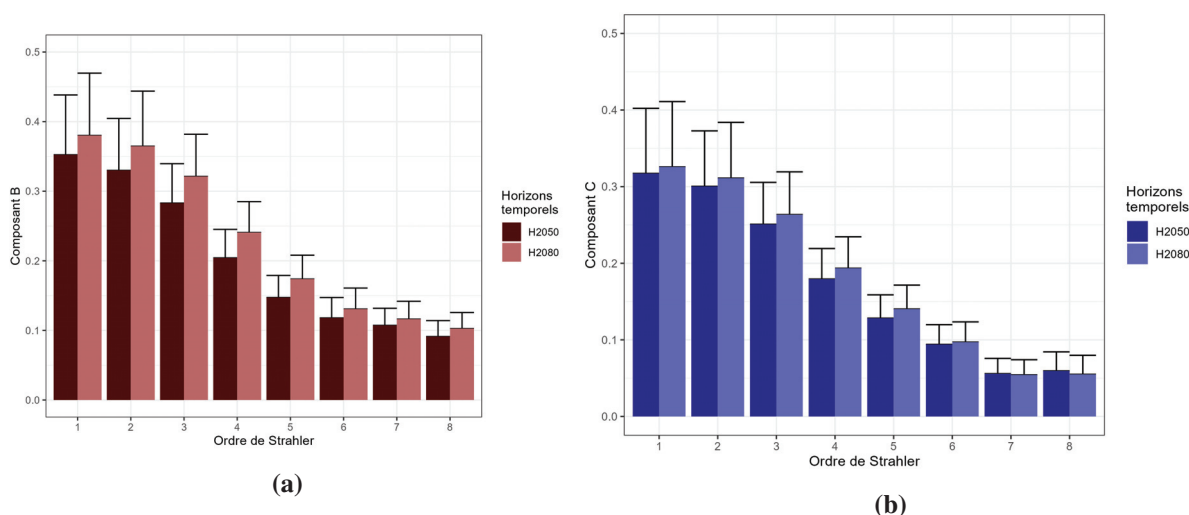 0.5
0.4
0.3
0.2
0.1
0.0
Composant B
1 2 3 4 5 6 7 8
Ordre de Strahler
Horizons
temporels
H2050
H2080
(a)
0.5
0.4
0.3
0.2
0.1
0.0
Composant C
1 2 3 4 5 6 7 8
Ordre de Strahler
Horizons
temporels
H2050
H2080
(b)